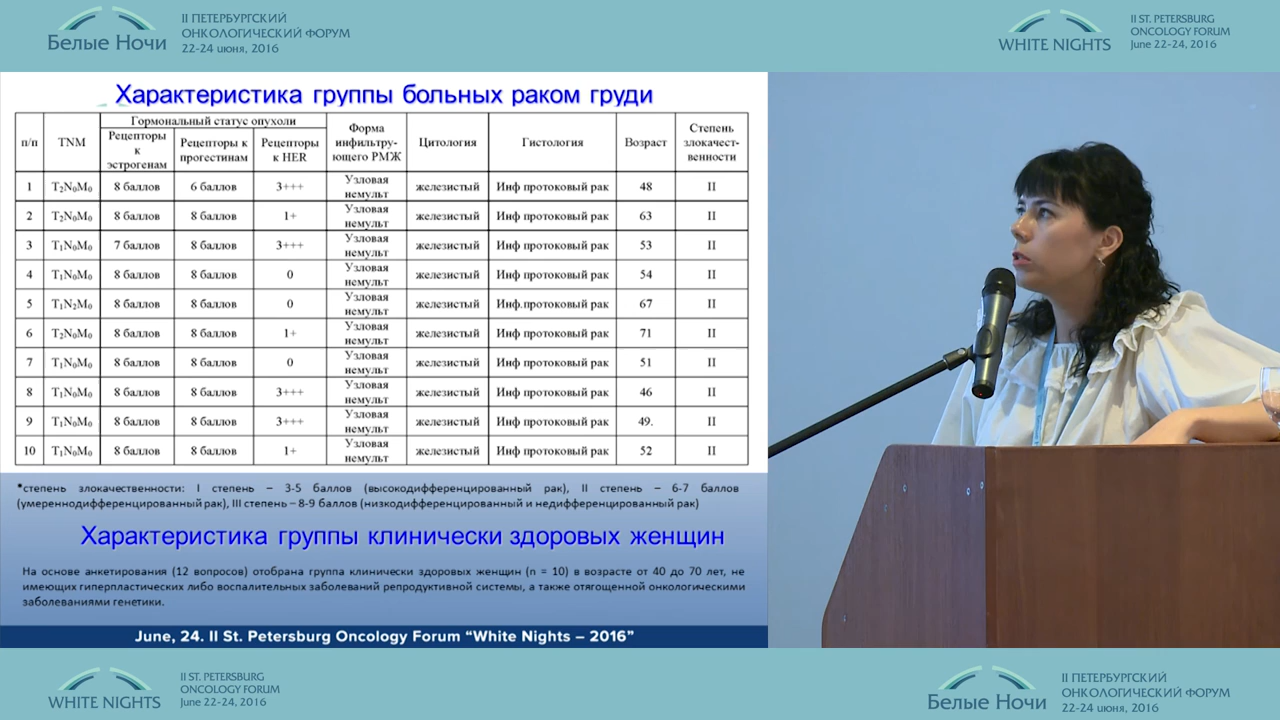 Белые Ночи
II ПЕТЕРБУРГСКИЙ
ОНКОЛОГИЧЕСКИЙ ФОРУМ
22-24 июня, 2016
WHITE NIGHTS
II ST. PETERSBURG
ONCOLOGY FORUM
June 22-24, 2016
Характеристика группы больных раком груди
п/п TNM Гормональный статус опухоли Форма инфильтру-ющего РМЖ Цитология Гистология Возраст Степень злокачест-венности
Рецепторы к эстрогенам Рецепторы к прогестинам Рецепторы к HER
1 T₂N₀M₀ 8 баллов 6 баллов 3+++ Узловая немульт железистый Инф протоковый рак 48 II
2 T₂N₀M₀ 8 баллов 8 баллов 1+ Узловая немульт железистый Инф протоковый рак 63 II
3 T₁N₀M₀ 7 баллов 8 баллов 3+++ Узловая немульт железистый Инф протоковый рак 53 II
4 T₁N₀M₀ 8 баллов 8 баллов 0 Узловая немульт железистый Инф протоковый рак 54 II
5 T₁N₂M₀ 8 баллов 8 баллов 0 Узловая немульт железистый Инф.протоковый рак 67 II
6 T₂N₀M₀ 8 баллов 8 баллов 1+ Узловая немульт железистый Инф протоковый рак 71 II
7 T₁N₀M₀ 8 баллов 8 баллов 0 Узловая немульт железистый Инф протоковый рак 51 II
8 T₁N₀M₀ 8 баллов 8 баллов 3+++ Узловая немульт железистый Инф протоковый рак 46 II
9 T₁N₀M₀ 8 баллов 8 баллов 3+++ Узловая немульт железистый Инф протоковый рак 49. II
10 T₁N₀M₀ 8 баллов 8 баллов 1+ Узловая немульт железистый Инф протоковый рак 52 II
*степень злокачественности: I степень – 3-5 баллов (высокодифференцированный рак), II степень – 6-7 баллов
(умереннодифференцированный рак), III степень – 8-9 баллов (низкодифференцированный и недифференцированный рак)
Характеристика группы клинически здоровых женщин
На основе анкетирования (12 вопросов) отобрана группа клинически здоровых женщин (n = 10) в возрасте от 40 до 70 лет, не
имеющих гиперпластических либо воспалительных заболеваний репродуктивной системы, а также отягощенной онкологическими
заболеваниями генетики.
June, 24. II St. Petersburg Oncology Forum “White Nights – 2016”
WHITE NIGHTS
II ST. PETERSBURG
ONCOLOGY FORUM
June 22-24, 2016
Белые Ночи
II ПЕТЕРБУРГСКИЙ
ОНКОЛОГИЧЕСКИЙ ФОРУМ
22-24 июня, 2016